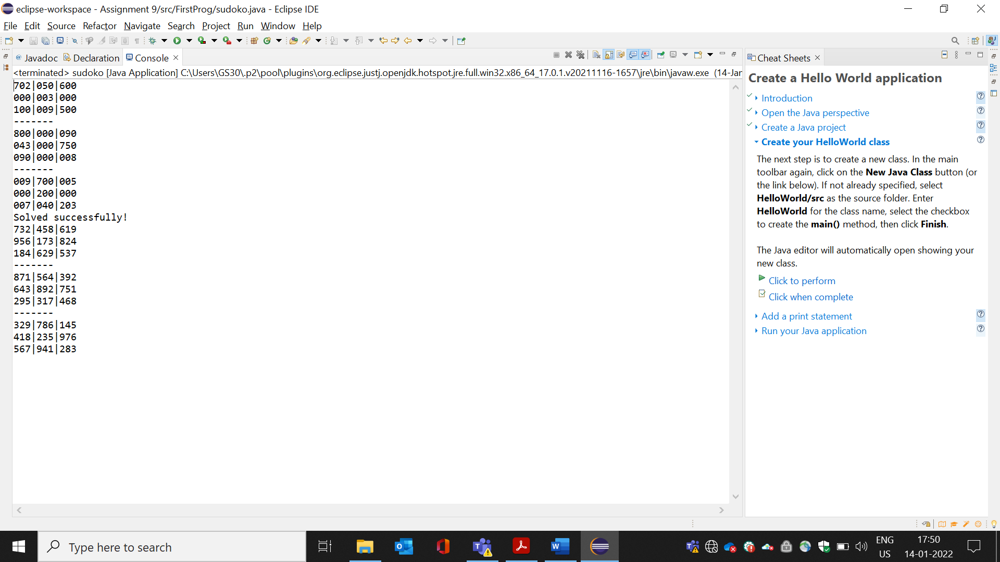 eclipse-workspace - Assignment 9/src/FirstProg/sudoko.java - Eclipse IDE
File Edit Source Refactor Navigate Search Project Run Window Help
@ Javadoc Declaration Console
<terminated> sudoko [Java Application] C:\Users\GS30\.p2\pool\plugins\org.eclipse.justj.openjdk.hotspot.jre.full.win32.x86_64_17.0.1.v20211116-1657\jre\bin\javaw.exe (14-Jar
702|050|600
000|003|000
100|009|500
-------
800|000|090
043|000|750
090|000|008
-------
009|700|005
000|200|000
007|040|203
Solved successfully!
732|458|619
956|173|824
184|629|537
-------
871|564|392
643|892|751
295|317|468
-------
329|786|145
418|235|976
567|941|283
Cheat Sheets
Create a Hello World application
Introduction
Open the Java perspective
Create a Java project
Create your HelloWorld class
The next step is to create a new class. In the main
toolbar again, click on the New Java Class button (or
the link below). If not already specified, select
HelloWorld/src as the source folder. Enter
HelloWorld for the class name, select the checkbox
to create the main() method, then click Finish.
The Java editor will automatically open showing your
new class.
Click to perform
Click when complete
Add a print statement
Run your Java application
Type here to search
ENG
US
17:50
14-01-2022